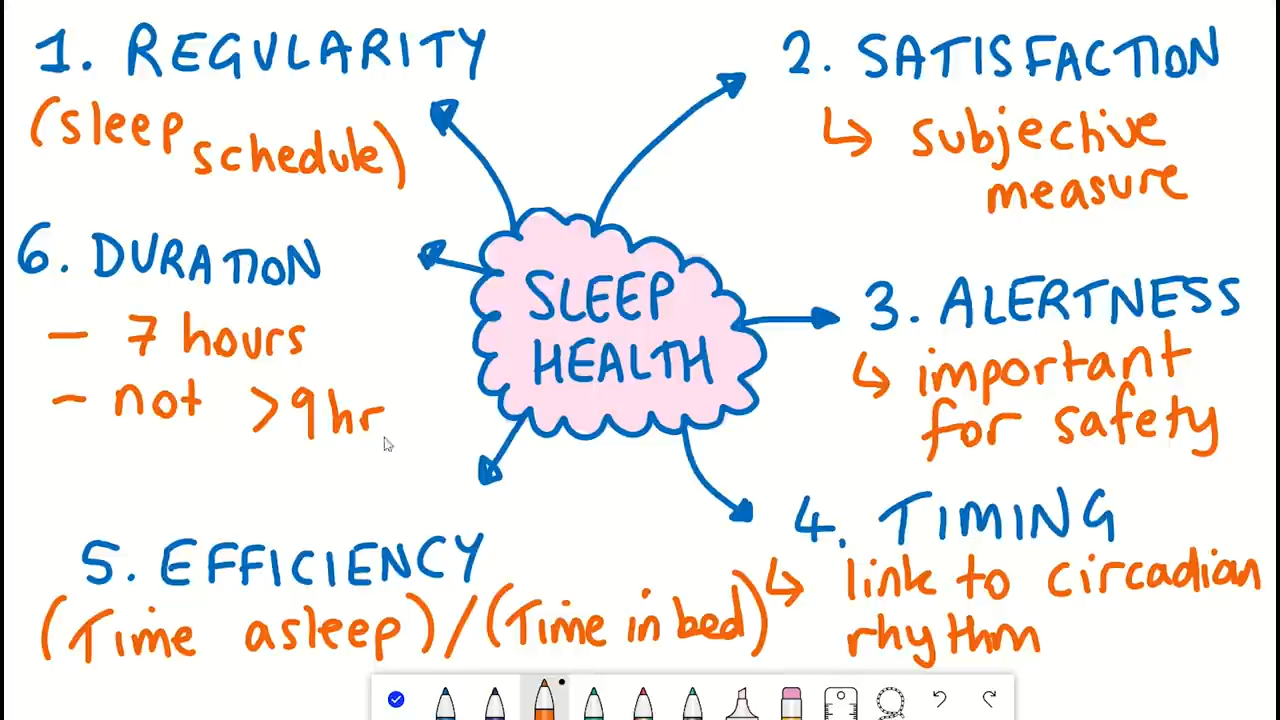 1. REGULARITY
(sleep schedule)
2. SATISFACTION
↳ subjective
measure
SLEEP
HEALTH
3. ALERTNESS
↳ important
for safety
4. TIMING
↳ link to circadian
rhythm
5. EFFICIENCY
(Time asleep)/(Time in bed)
6. DURATION
- 7 hours
- not >9hr